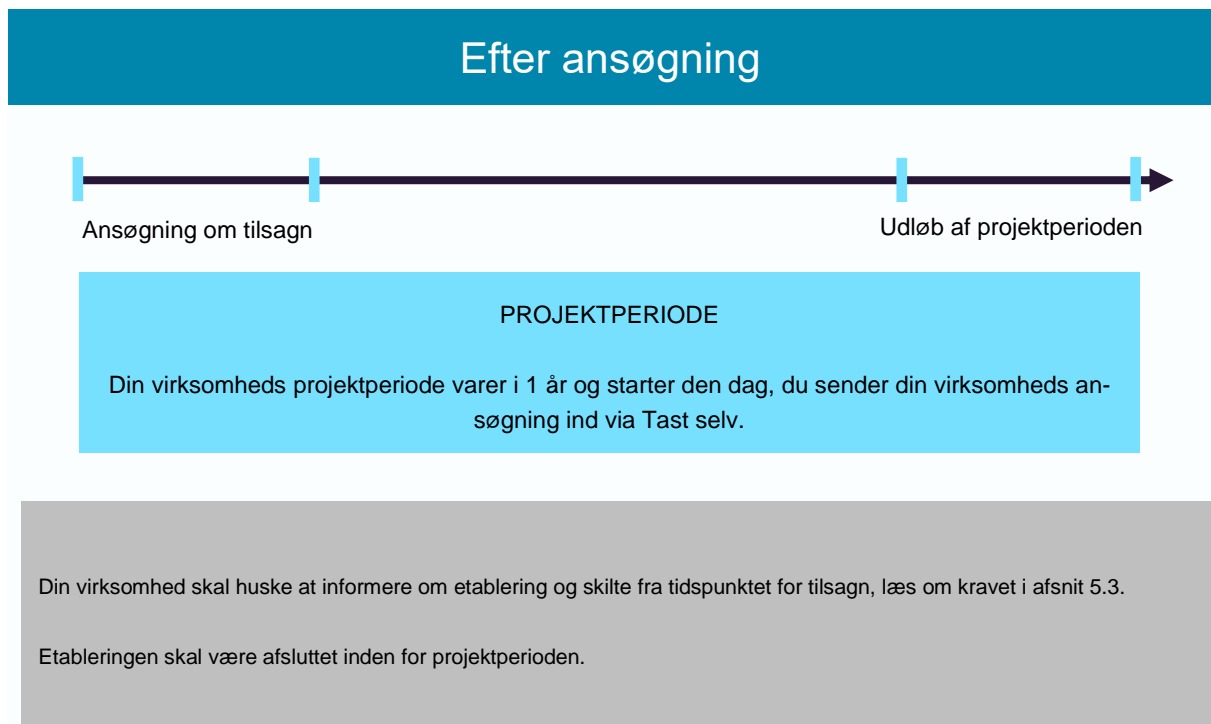 Efter ansøgning
Ansøgning om tilsagn
Udløb af projektperioden
PROJEKTPERIODE
Din virksomheds projektperiode varer i 1 år og starter den dag, du sender din virksomheds an-
søgning ind via Tast selv.
Din virksomhed skal huske at informere om etablering og skilte fra tidspunktet for tilsagn, læs om kravet i afsnit 5.3.
Etableringen skal være afsluttet inden for projektperioden.